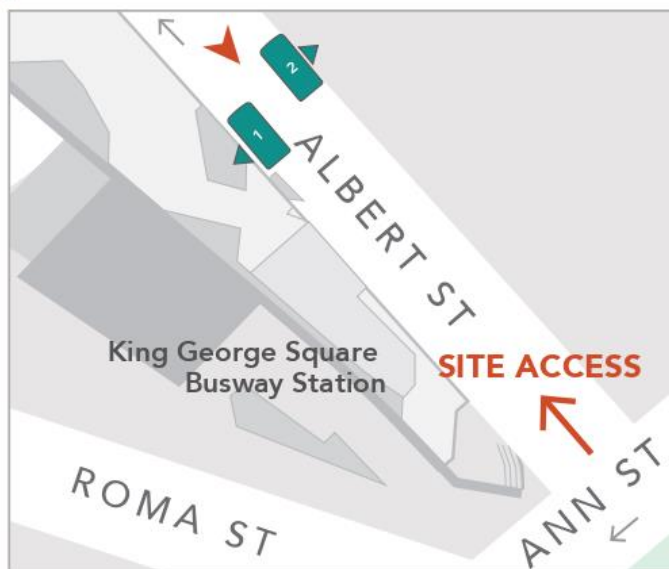 2
1
ALBERT ST
King George Square
Busway Station
SITE ACCESS
ROMA ST
ANN ST